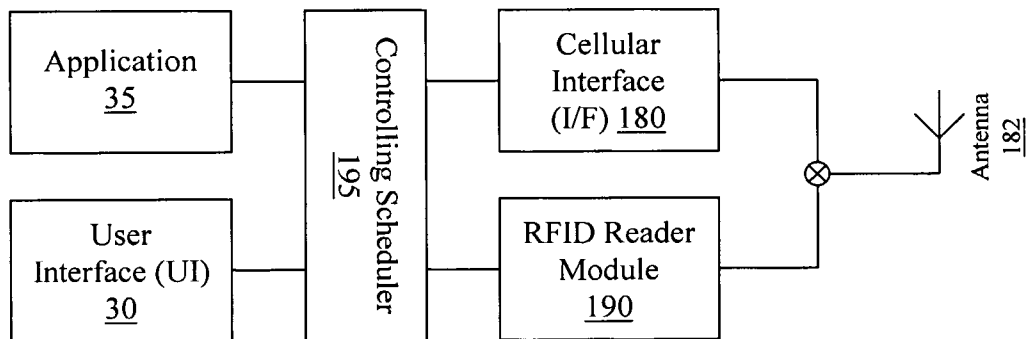 Application
35
User
Interface (UI)
30
Controlling Scheduler
195
Cellular
Interface
(I/F) 180
RFID Reader
Module
190
Antenna
182